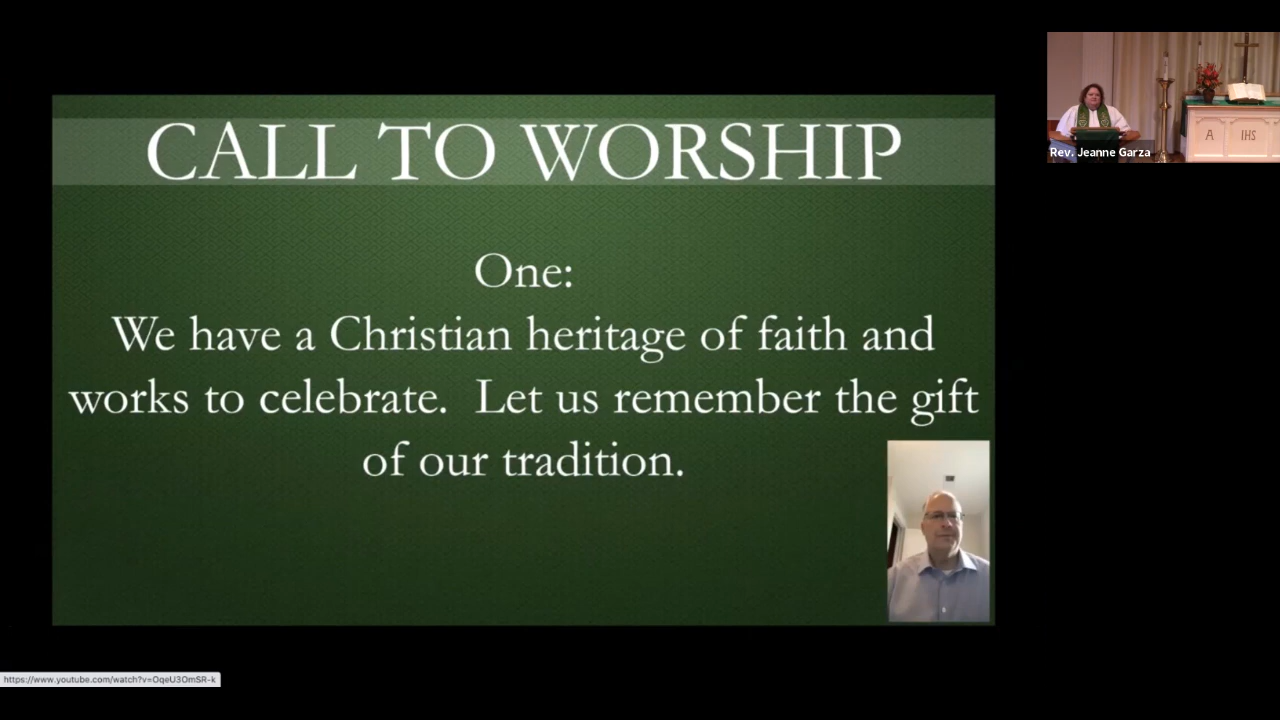 CALL TO WORSHIP
One:
We have a Christian heritage of faith and
works to celebrate.  Let us remember the gift
of our tradition.
A IHS
Rev. Jeanne Garza
https://www.youtube.com/watch?v=OqeU3OmSR-k